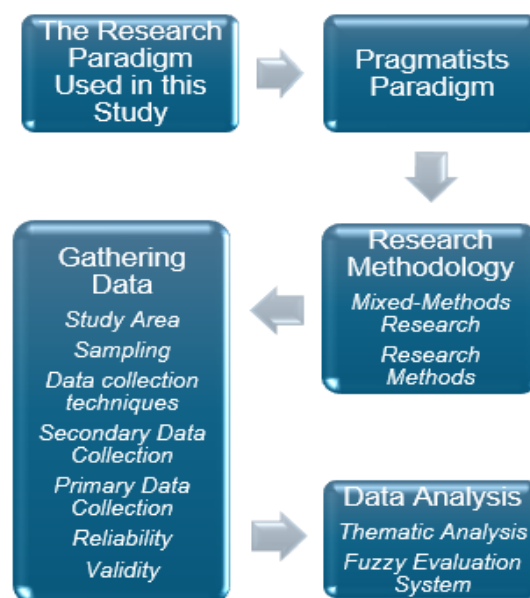 The Research
Paradigm
Used in this
Study
Pragmatists
Paradigm
Research
Methodology
Mixed-Methods
Research
Research
Methods
Gathering
Data
Study Area
Sampling
Data collection
techniques
Secondary Data
Collection
Primary Data
Collection
Reliability
Validity
Data Analysis
Thematic Analysis
Fuzzy Evaluation
System